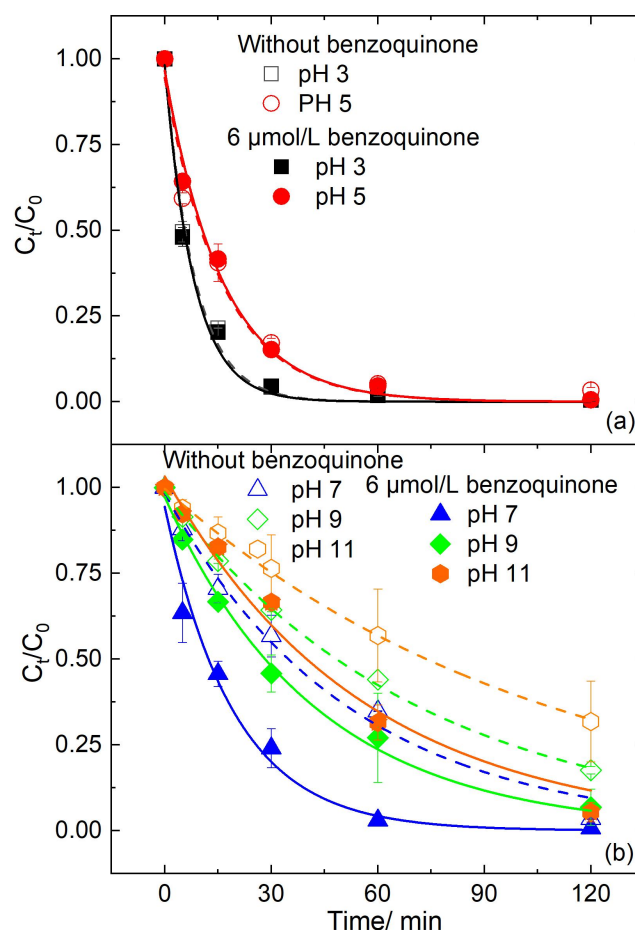 Without benzoquinone
pH 3
PH 5
6 µmol/L benzoquinone
pH 3
pH 5
1.00
0.75
0.50
0.25
0.00
Ct/C0
(a)
Without benzoquinone
pH 7
pH 9
pH 11
6 µmol/L benzoquinone
pH 7
pH 9
pH 11
1.00
0.75
0.50
0.25
0.00
Ct/C0
(b)
0 30 60 90 120
Time/ min